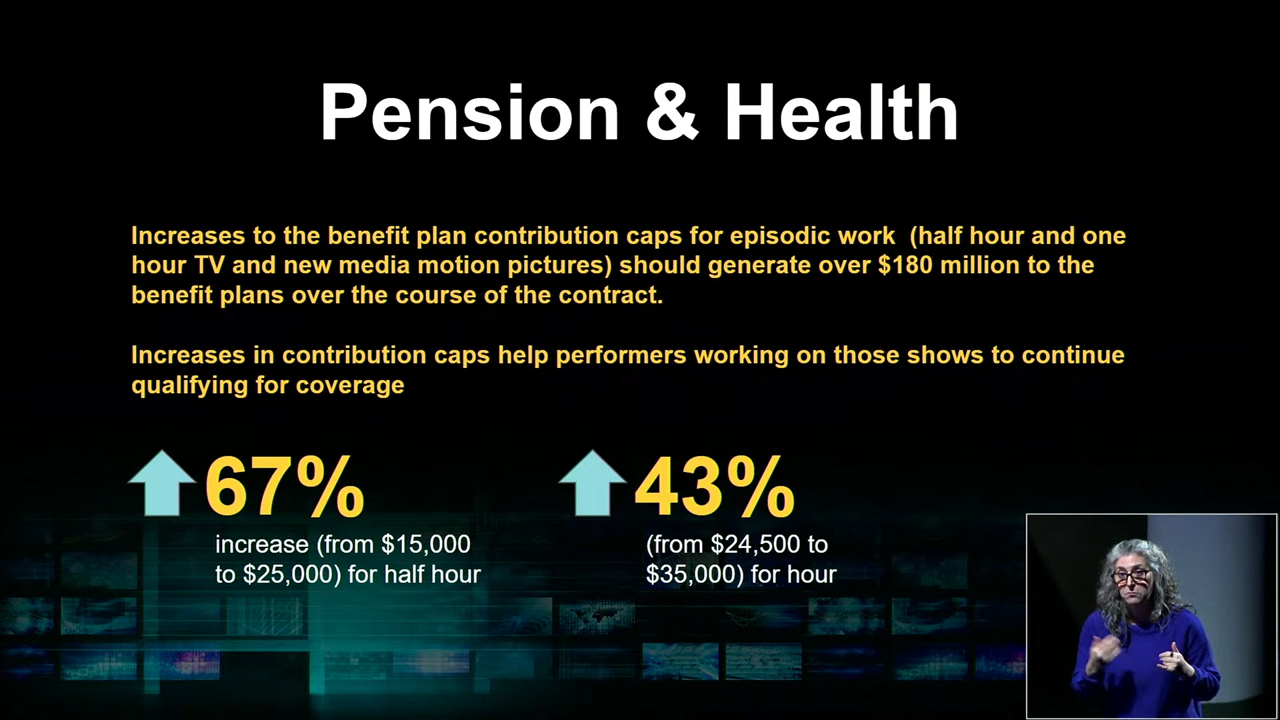 Pension & Health
Increases to the benefit plan contribution caps for episodic work  (half hour and one
hour TV and new media motion pictures) should generate over $180 million to the
benefit plans over the course of the contract.
Increases in contribution caps help performers working on those shows to continue
qualifying for coverage
67%
increase (from $15,000
to $25,000) for half hour
43%
(from $24,500 to
$35,000) for hour